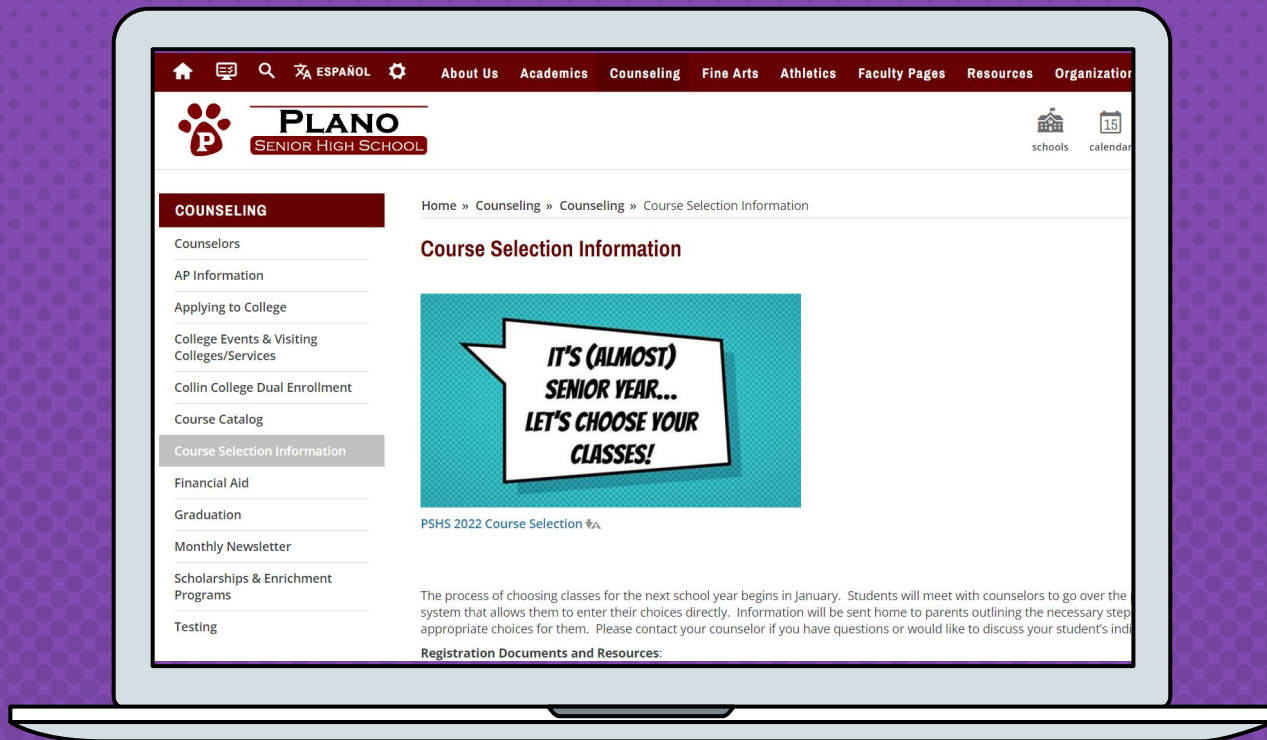 ESPAÑOL About Us Academics Counseling Fine Arts Athletics Faculty Pages Resources Organization
P
PLANO
SENIOR HIGH SCHOOL
15
schools calendar
COUNSELING
Counselors
AP Information
Applying to College
College Events & Visiting
Colleges/Services
Collin College Dual Enrollment
Course Catalog
Course Selection Information
Financial Aid
Graduation
Monthly Newsletter
Scholarships & Enrichment
Programs
Testing
Home » Counseling » Counseling » Course Selection Information
Course Selection Information
IT'S (ALMOST)
SENIOR YEAR...
LET'S CHOOSE YOUR
CLASSES!
PSHS 2022 Course Selection
The process of choosing classes for the next school year begins in January. Students will meet with counselors to go over the
system that allows them to enter their choices directly. Information will be sent home to parents outlining the necessary step
appropriate choices for them. Please contact your counselor if you have questions or would like to discuss your student's indi
Registration Documents and Resources: